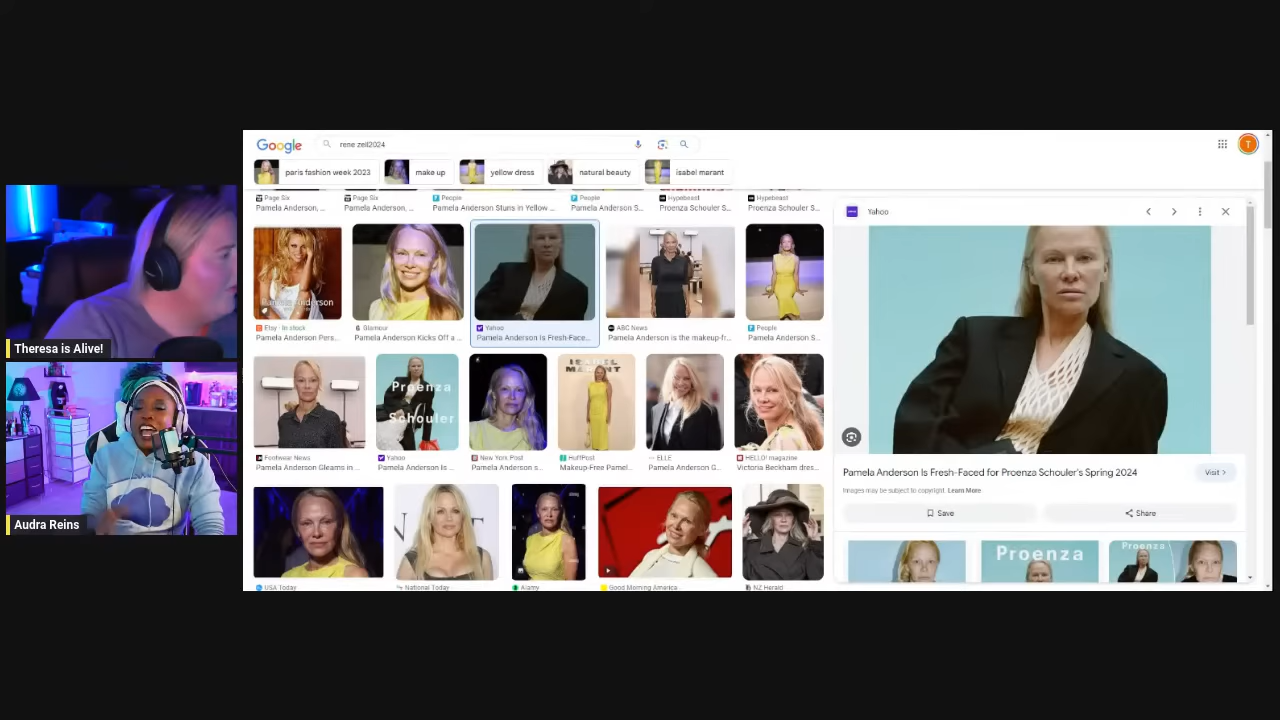 Google
rene zeil2024
T
paris fashion week 2023
make up
yellow dress
natural beauty
isabel marant
Page Six
Page Six
People
People
Hypebeast
Hypebeast
Pamela Anderson, ...
Pamela Anderson, ...
Pamela Anderson Stuns in Yellow ...
Pamela Anderson S...
Proenza Schouler S...
Proenza Schouler S...
Yahoo
Pamela Anderson
Etsy · In stock
Glamour
Yahoo
ABC News
People
Pamela Anderson Pers...
Pamela Anderson Kicks Off a ...
Pamela Anderson Is Fresh-Face...
Pamela Anderson is the makeup-fr...
Pamela Anderson S...
Theresa is Alive!
Proenza
Schouler
ISABEL
MARANT
Footwear News
Yahoo
New York Post
HuffPost
ELLE
HELLO! magazine
Pamela Anderson Gleams in ...
Pamela Anderson Is ...
Pamela Anderson s...
Makeup-Free Pamel...
Pamela Anderson G...
Victoria Beckham dres...
Pamela Anderson Is Fresh-Faced for Proenza Schouler's Spring 2024
Visit >
Images may be subject to copyright. Learn More
Save
Share
Audra Reins
Proenza
Proenza
USA Today
National Today
Alamy
Good Morning America
NZ Herald